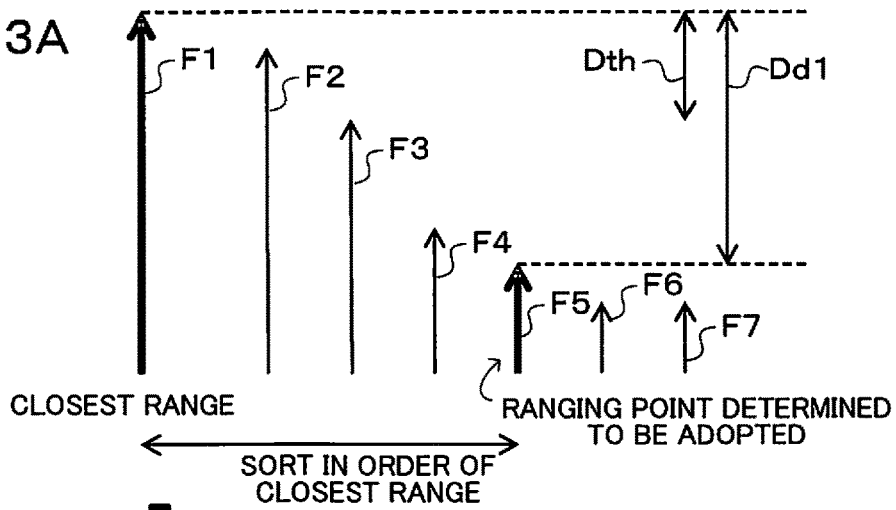 3A
F1
F2
F3
F4
F5
F6
F7
Dth
Dd1
CLOSEST RANGE
RANGING POINT DETERMINED
TO BE ADOPTED
SORT IN ORDER OF
CLOSEST RANGE